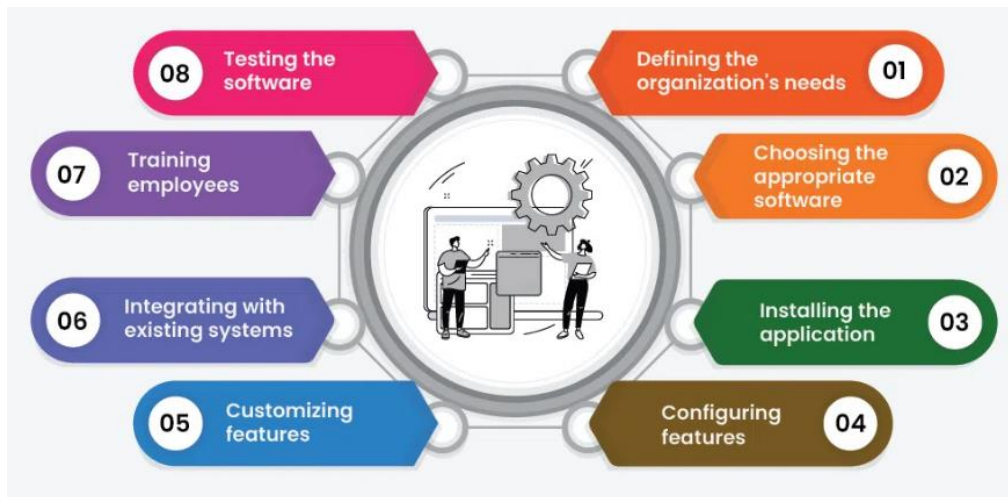 01
Defining the
organization's needs
02
Choosing the
appropriate
software
03
Installing the
application
04
Configuring
features
05
Customizing
features
06
Integrating with
existing systems
07
Training
employees
08
Testing the
software